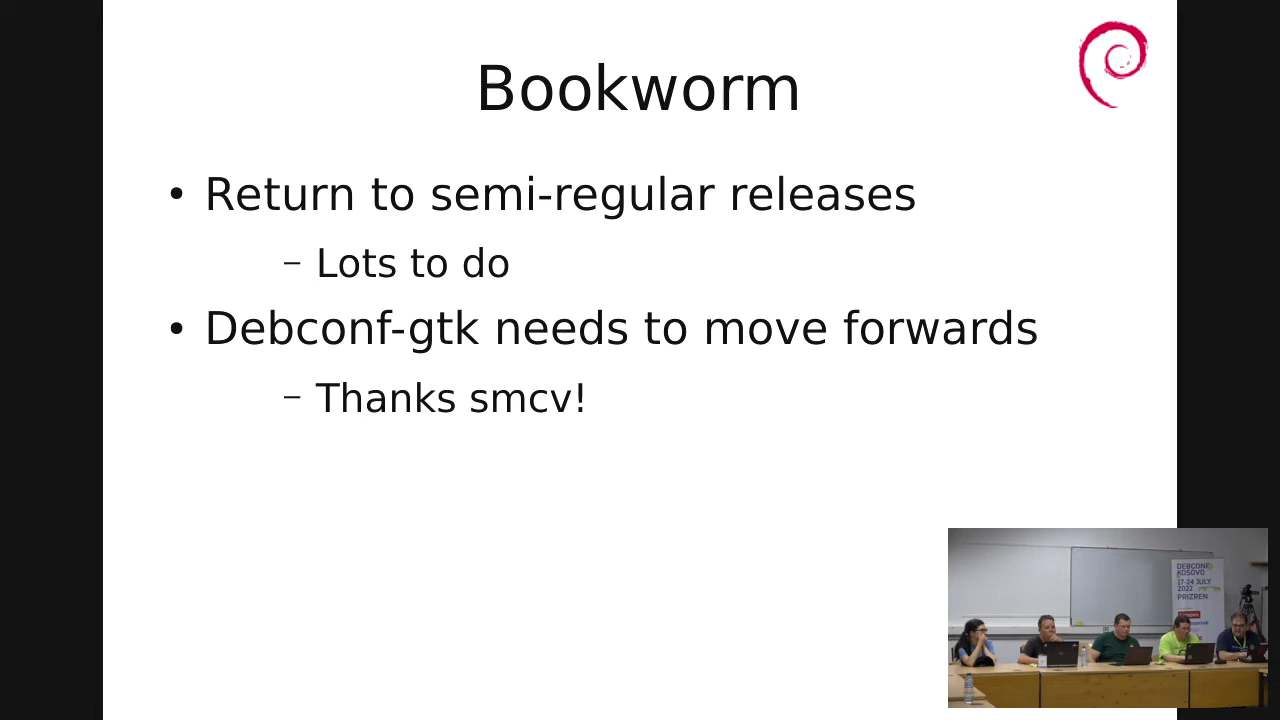 Bookworm
• Return to semi-regular releases
– Lots to do
• Debconf-gtk needs to move forwards
– Thanks smcv!
DEBCONF
KOSOVO
17-24 JULY
2022
PRIZREN